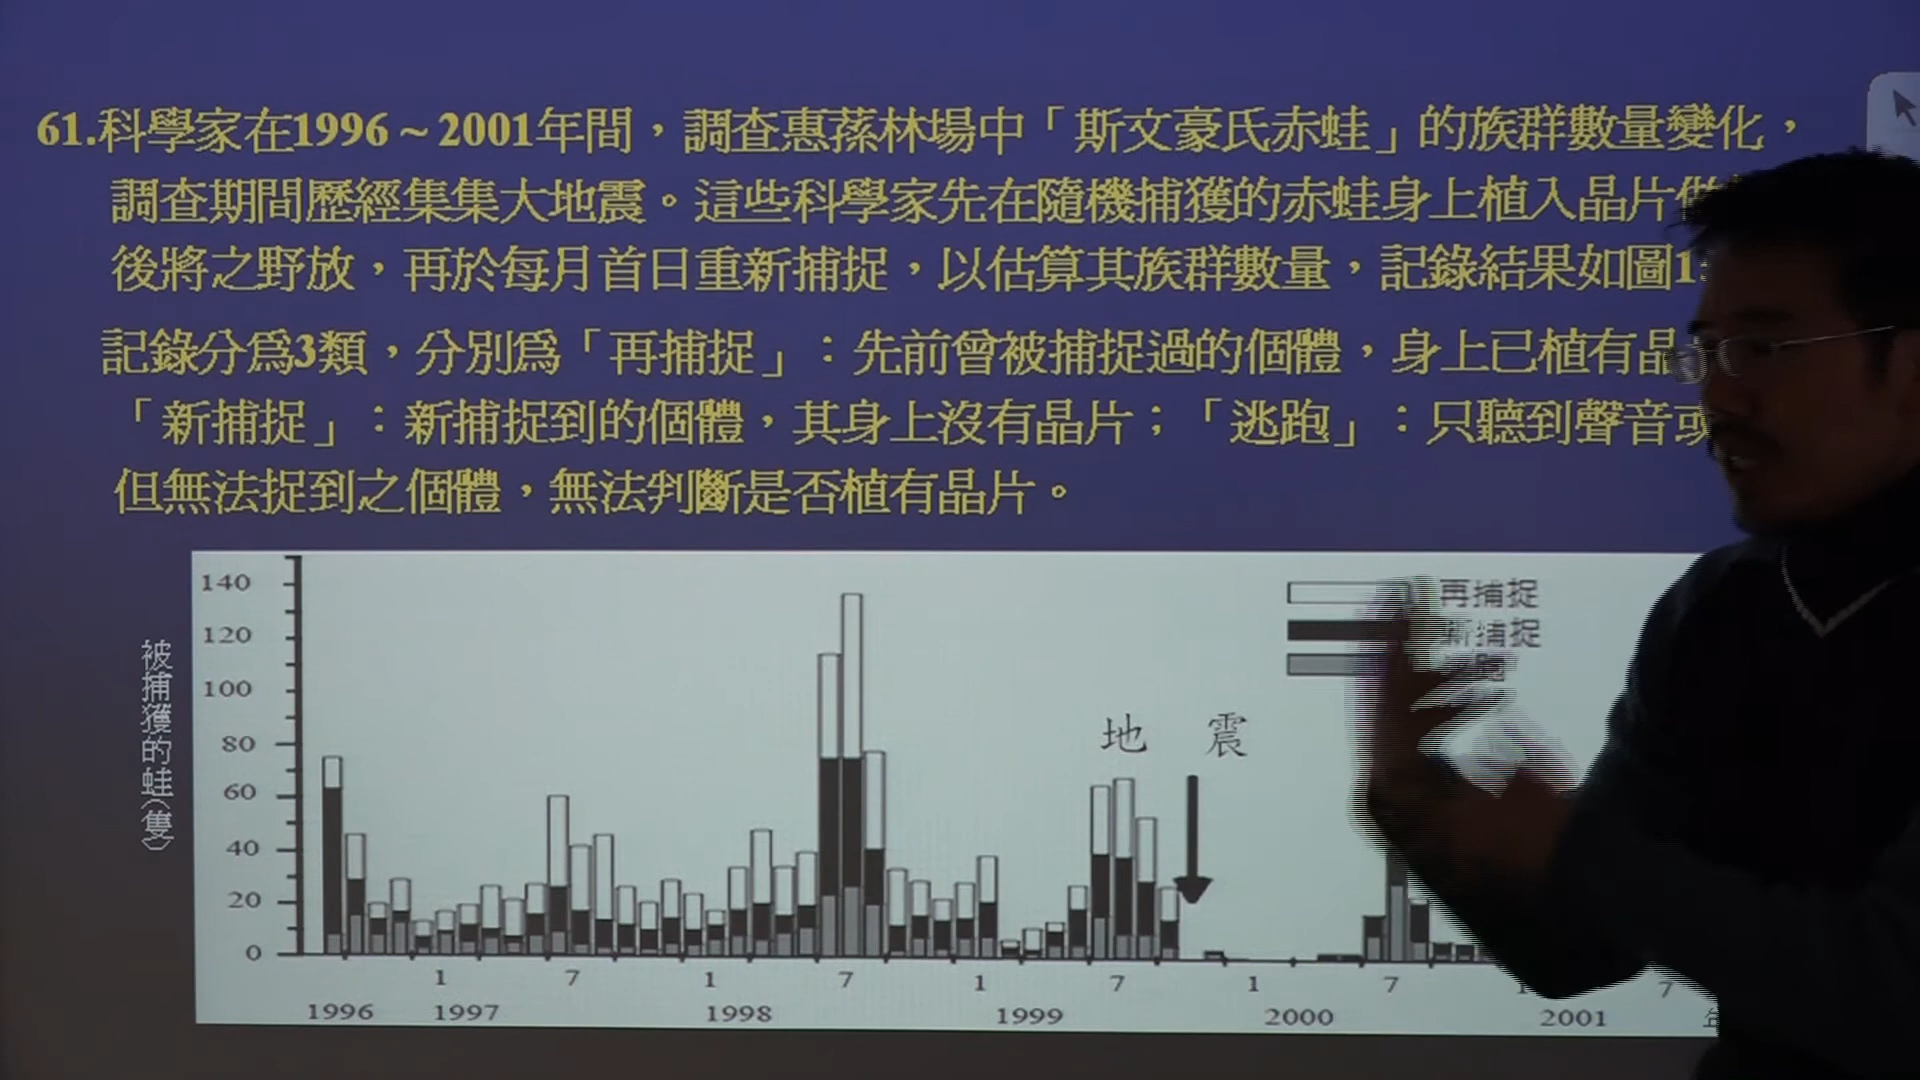 61.科學家在1996～2001年間，調查惠蓀林場中「斯文豪氏赤蛙」的族群數量變化，
調查期間歷經集集大地震。這些科學家先在隨機捕獲的赤蛙身上植入晶片做
後將之野放，再於每月首日重新捕捉，以估算其族群數量，記錄結果如圖1
記錄分為3類，分別為「再捕捉」：先前曾被捕捉過的個體，身上已植有晶
「新捕捉」：新捕捉到的個體，其身上沒有晶片；「逃跑」：只聽到聲音或
但無法捉到之個體，無法判斷是否植有晶片。
140
120
100
80
60
40
20
0
被捕獲的蛙(隻)
再捕捉
新捕捉
地 震
1 7 1 7 1 7 1 7 7
1996 1997 1998 1999 2000 2001